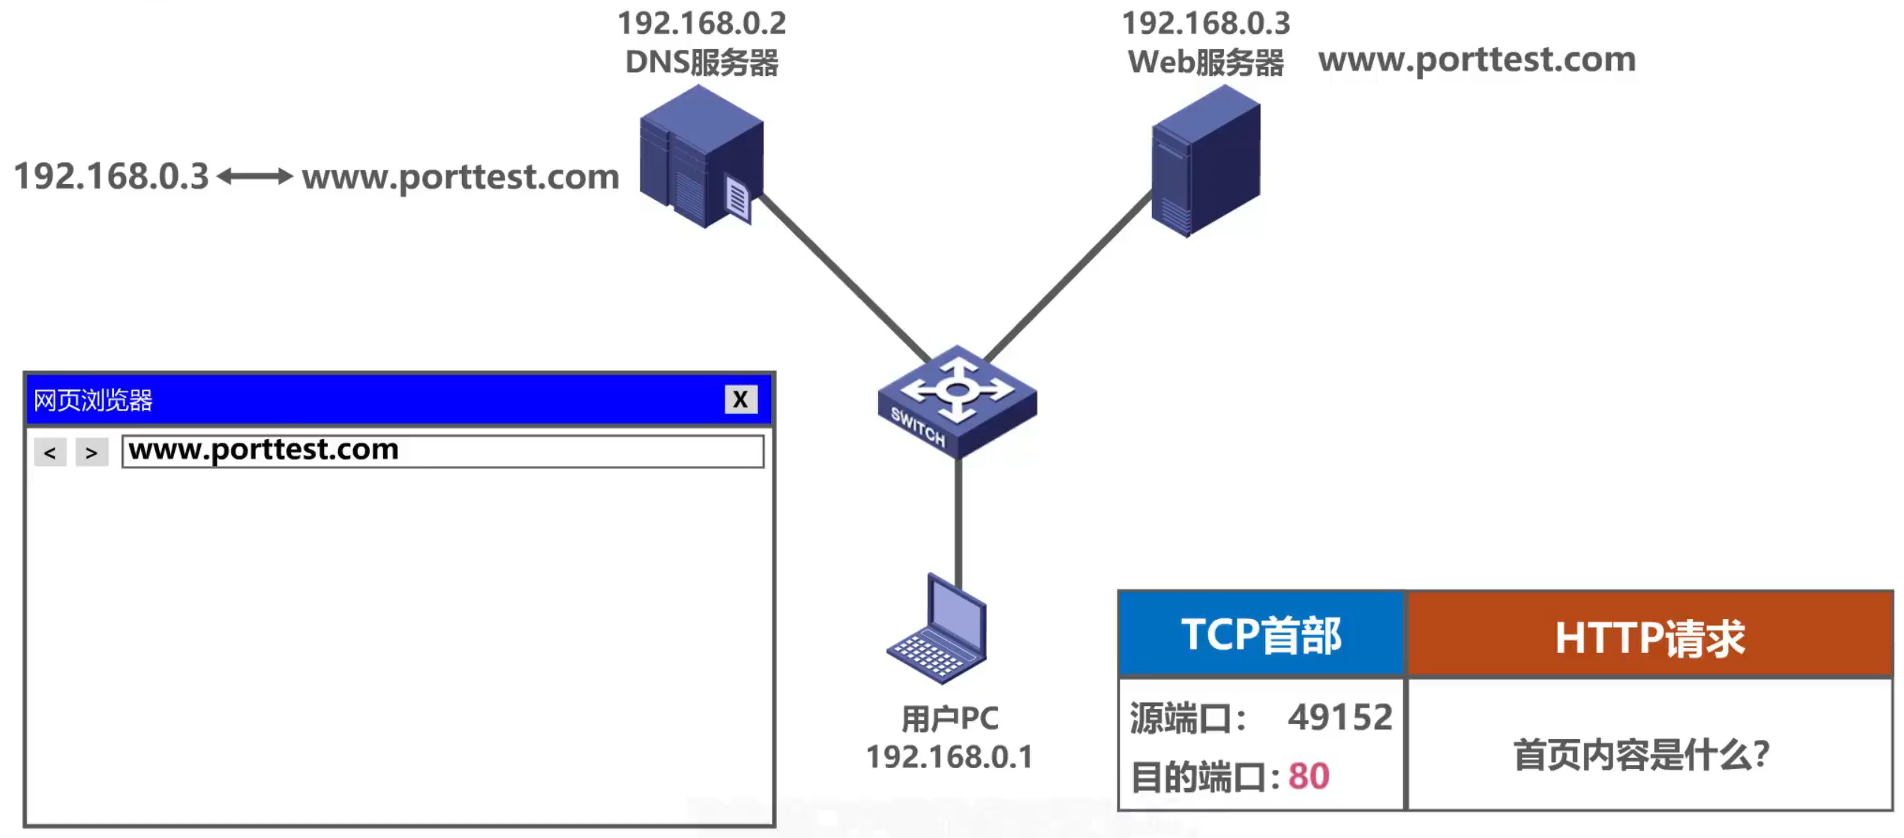 192.168.0.2
DNS服务器
192.168.0.3
Web服务器
www.porttest.com
192.168.0.3
www.porttest.com
网页浏览器
X
<
>
www.porttest.com
SWITCH
用户PC
192.168.0.1
TCP首部
HTTP请求
源端口： 49152
目的端口：80
首页内容是什么？